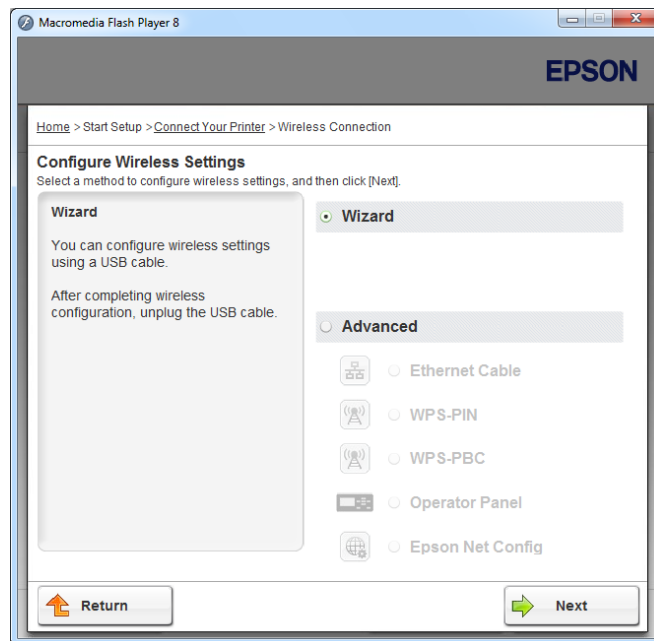 Macromedia Flash Player 8
EPSON
Home > Start Setup > Connect Your Printer > Wireless Connection
Configure Wireless Settings
Select a method to configure wireless settings, and then click [Next].
Wizard
You can configure wireless settings
using a USB cable.
After completing wireless
configuration, unplug the USB cable.
Wizard
Advanced
Ethernet Cable
WPS-PIN
WPS-PBC
Operator Panel
Epson Net Config
Return
Next